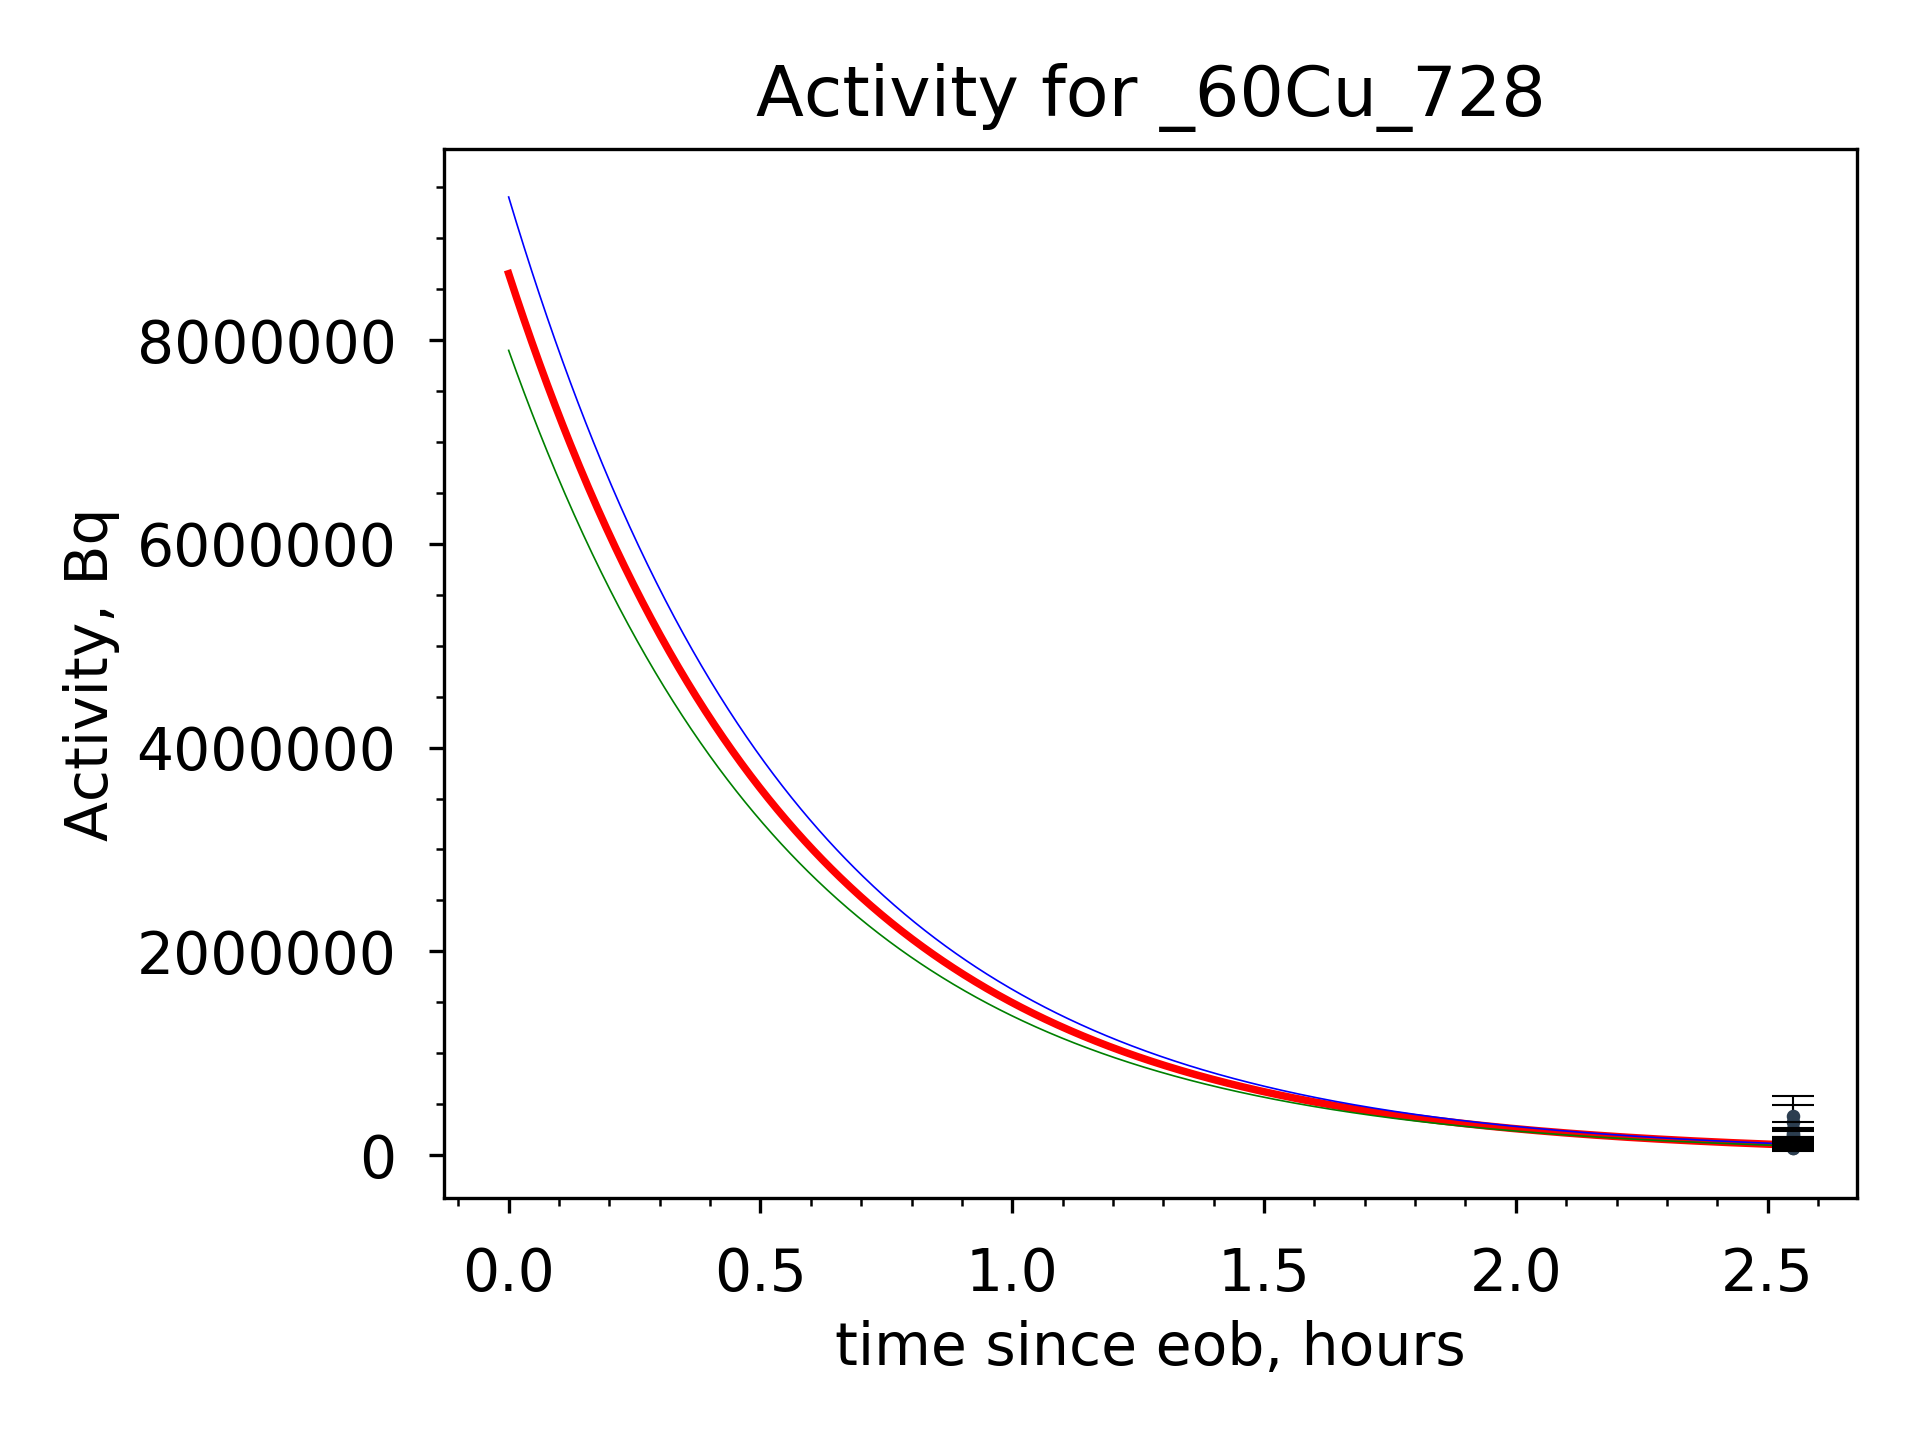 Activity for _60Cu_728
Activity, Bq
8000000
6000000
4000000
2000000
0
0.0 0.5 1.0 1.5 2.0 2.5
time since eob, hours